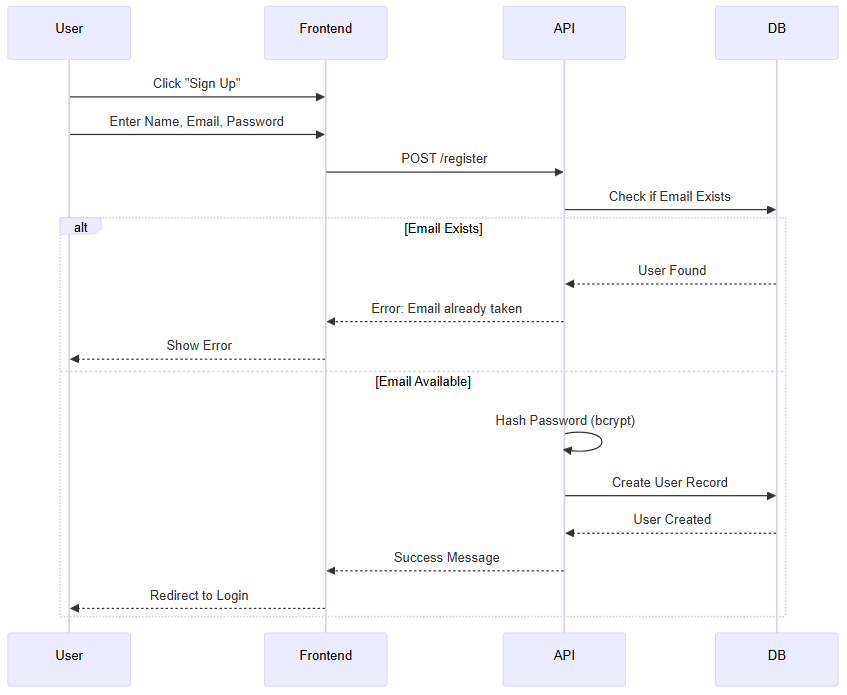 User
Frontend
API
DB
Click "Sign Up"
Enter Name, Email, Password
POST /register
Check if Email Exists
alt
[Email Exists]
User Found
Error: Email already taken
Show Error
[Email Available]
Hash Password (bcrypt)
Create User Record
User Created
Success Message
Redirect to Login
User
Frontend
API
DB